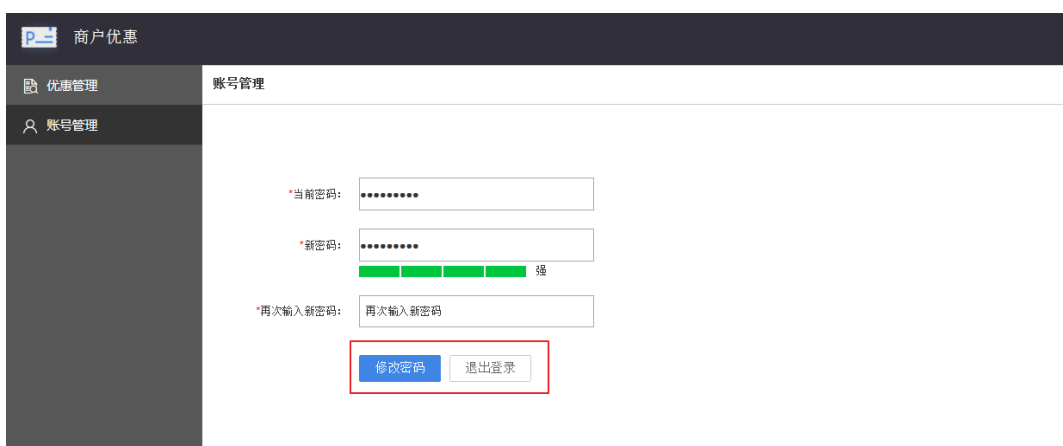 P
商户优惠
优惠管理
账号管理
账号管理
*当前密码：
*新密码：
强
*再次输入新密码：
再次输入新密码
修改密码
退出登录